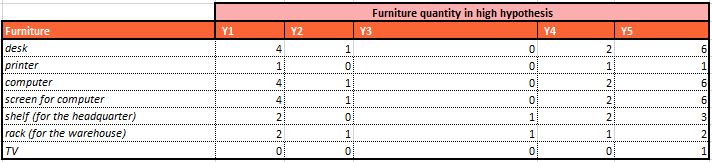 Furniture quantity in high hypothesis
Furniture Y1 Y2 Y3 Y4 Y5
desk 4 1 0 2 6
printer 1 0 0 1 1
computer 4 1 0 2 6
screen for computer 4 1 0 2 6
shelf (for the headquarter) 2 0 1 2 3
rack (for the warehouse) 2 1 1 1 2
TV 0 0 0 0 1